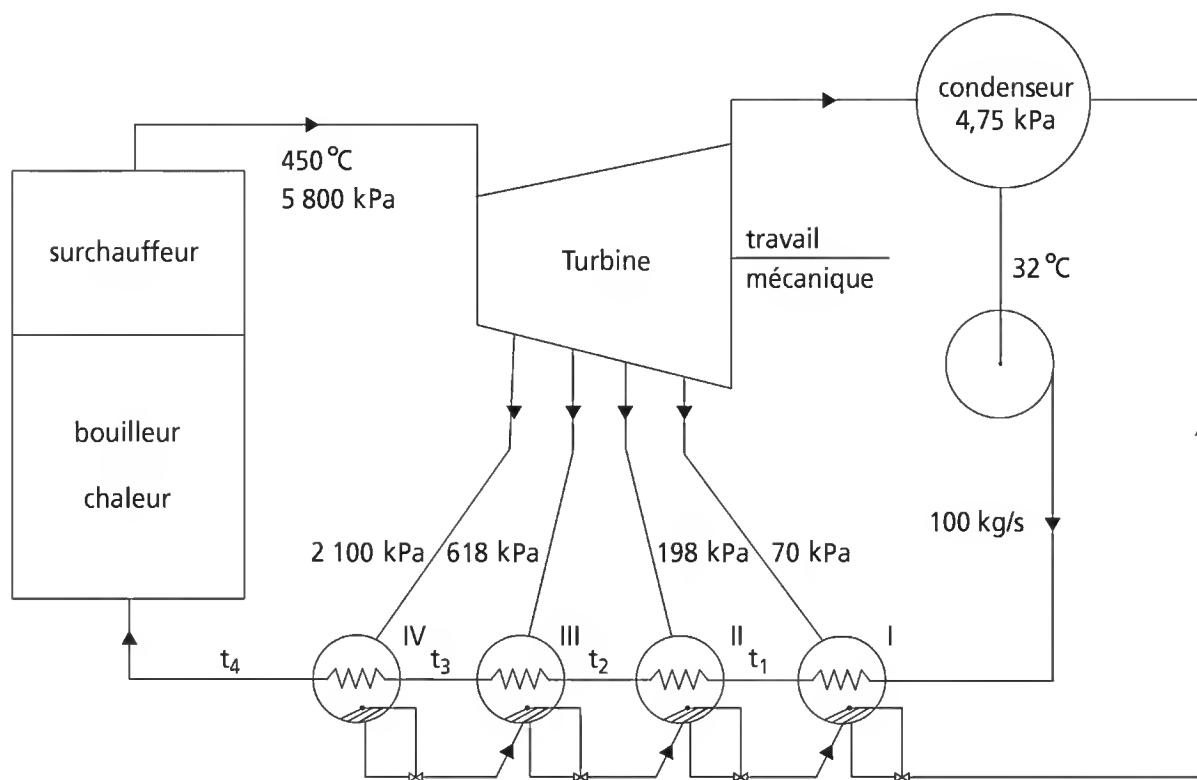 condenseur
4,75 kPa
450 °C
5 800 kPa
surchauffeur
Turbine
travail
mécanique
32 °C
bouilleur
chaleur
100 kg/s
2 100 kPa
618 kPa
198 kPa
70 kPa
IV
III
II
I
t4
t3
t2
t1